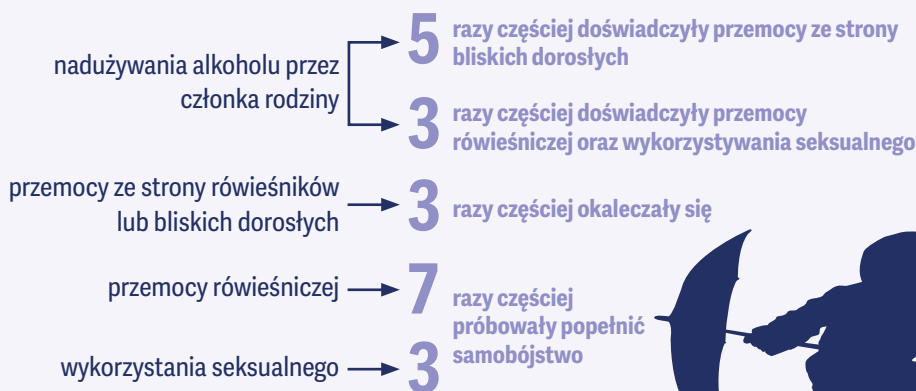 nadużywania alkoholu przez
członka rodziny
5
razy częściej doświadczyły przemocy ze strony
bliskich dorosłych
3
razy częściej doświadczyły przemocy
rówieśniczej oraz wykorzystywania seksualnego
przemocy ze strony rówieśników
lub bliskich dorosłych
3
razy częściej okaleczały się
przemocy rówieśniczej
7
razy częściej
próbowały popełnić
samobójstwo
wykorzystania seksualnego
3